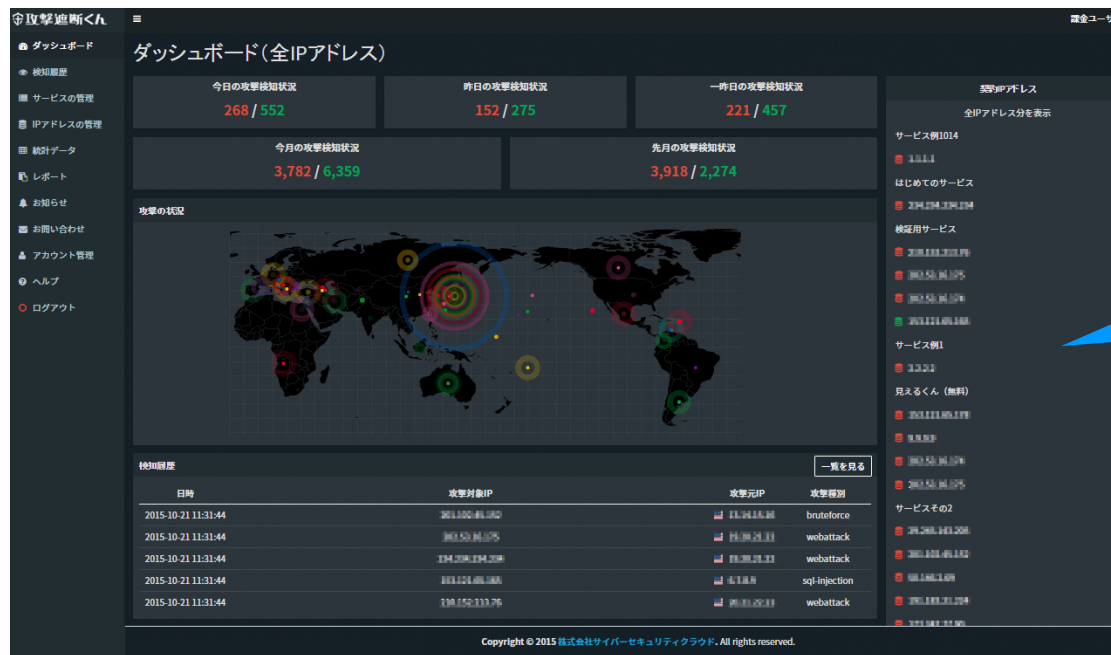 攻撃遮断くん
課金ユーザ
ダッシュボード
検知履歴
サービスの管理
IPアドレスの管理
統計データ
レポート
お知らせ
お問い合わせ
アカウント管理
ヘルプ
ログアウト
ダッシュボード(全IPアドレス)
今日の攻撃検知状況
268 / 552
昨日の攻撃検知状況
152 / 275
一昨日の攻撃検知状況
221 / 457
今月の攻撃検知状況
3,782 / 6,359
先月の攻撃検知状況
3,918 / 2,274
攻撃の状況
検知履歴
一覧を見る
日時 攻撃対象IP 攻撃元IP 攻撃種別
2015-10-21 11:31:44 bruteforce
2015-10-21 11:31:44 webattack
2015-10-21 11:31:44 webattack
2015-10-21 11:31:44 sql-injection
2015-10-21 11:31:44 webattack
契約IPアドレス
全IPアドレス分を表示
サービス例1014
はじめてのサービス
検証用サービス
サービス例1
見えるくん（無料）
サービスその2
Copyright © 2015 株式会社サイバーセキュリティクラウド. All rights reserved.